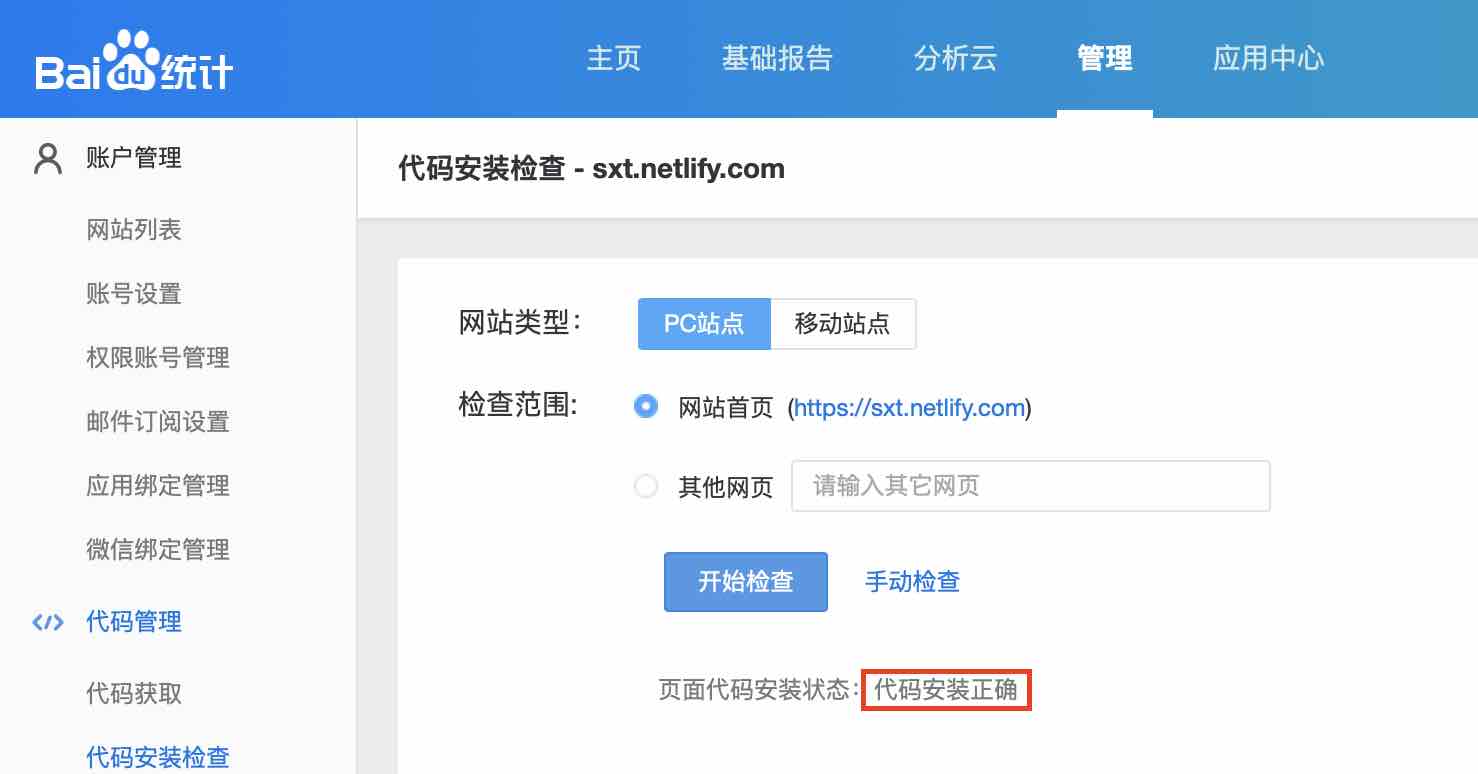 Baidu统计
主页 基础报告 分析云 管理 应用中心
账户管理
网站列表
账号设置
权限账号管理
邮件订阅设置
应用绑定管理
微信绑定管理
代码管理
代码获取
代码安装检查
代码安装检查 - sxt.netlify.com
网站类型： PC站点 移动站点
检查范围: 网站首页 (https://sxt.netlify.com)
其他网页 请输入其它网页
开始检查 手动检查
页面代码安装状态：代码安装正确